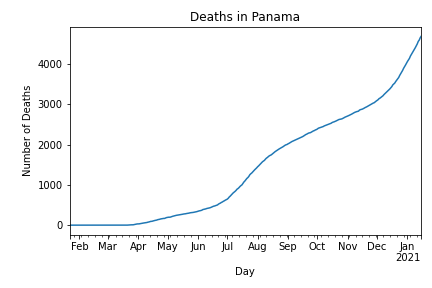 Deaths in Panama
Number of Deaths
4000
3000
2000
1000
0
Feb Mar Apr May Jun Jul Aug Sep Oct Nov Dec Jan
2021
Day